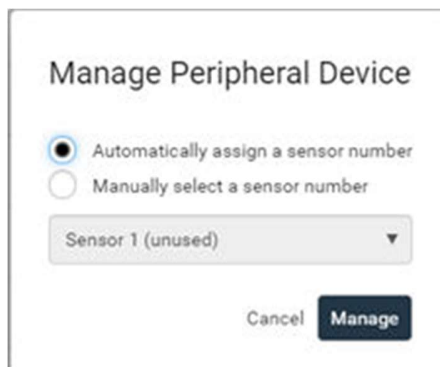 Manage Peripheral Device
Automatically assign a sensor number
Manually select a sensor number
Sensor 1 (unused)
Cancel Manage